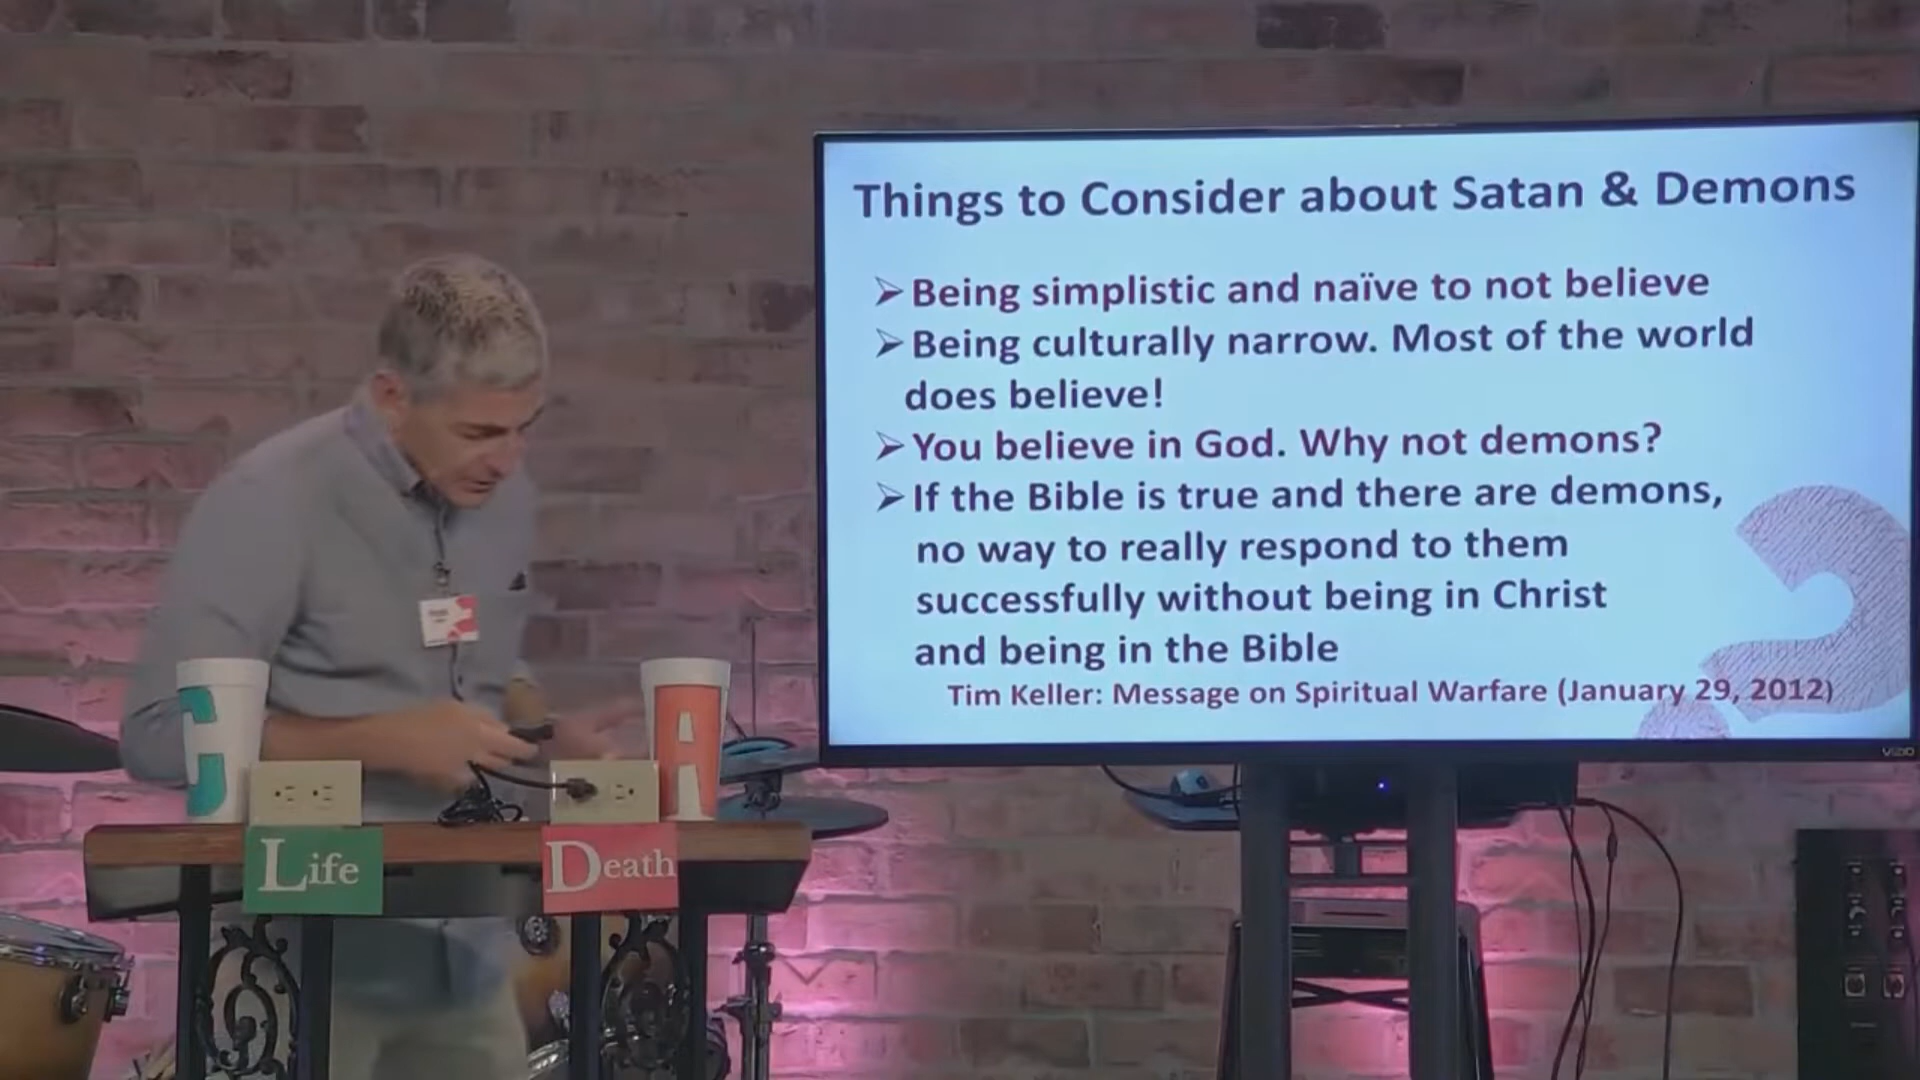 Things to Consider about Satan & Demons
➢ Being simplistic and naïve to not believe
➢ Being culturally narrow. Most of the world
does believe!
➢ You believe in God. Why not demons?
➢ If the Bible is true and there are demons,
no way to really respond to them
successfully without being in Christ
and being in the Bible
Tim Keller: Message on Spiritual Warfare (January 29, 2012)
VIZIO
C
A
Life
Death